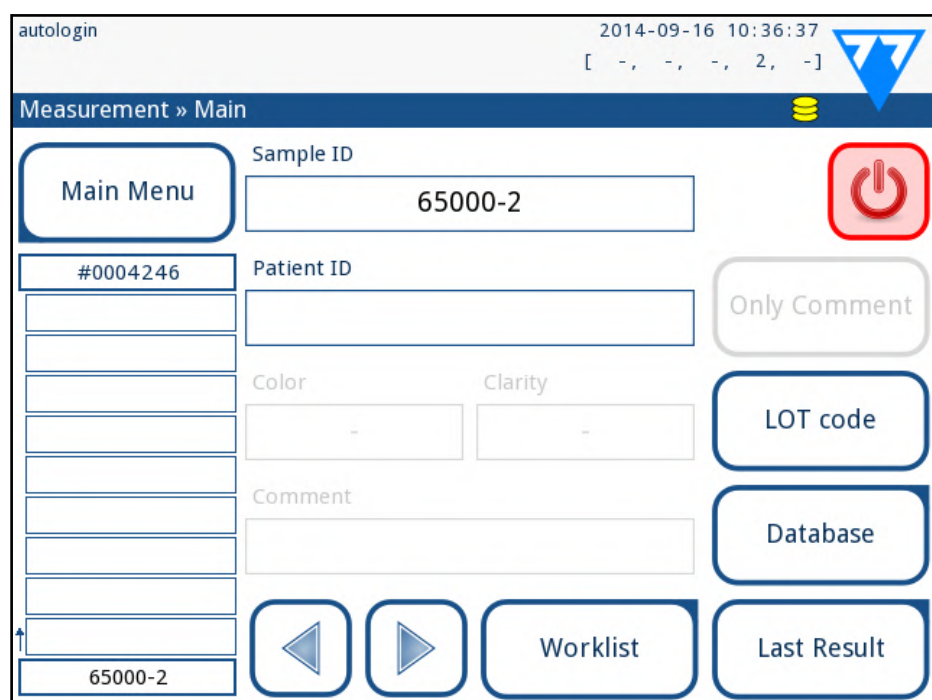 autologin
2014-09-16 10:36:37
[ -, -, -, 2, -]
Measurement » Main
Main Menu
Sample ID
65000-2
#0004246
Patient ID
Only Comment
Color
Clarity
-
-
LOT code
Comment
Database
Worklist
Last Result
65000-2